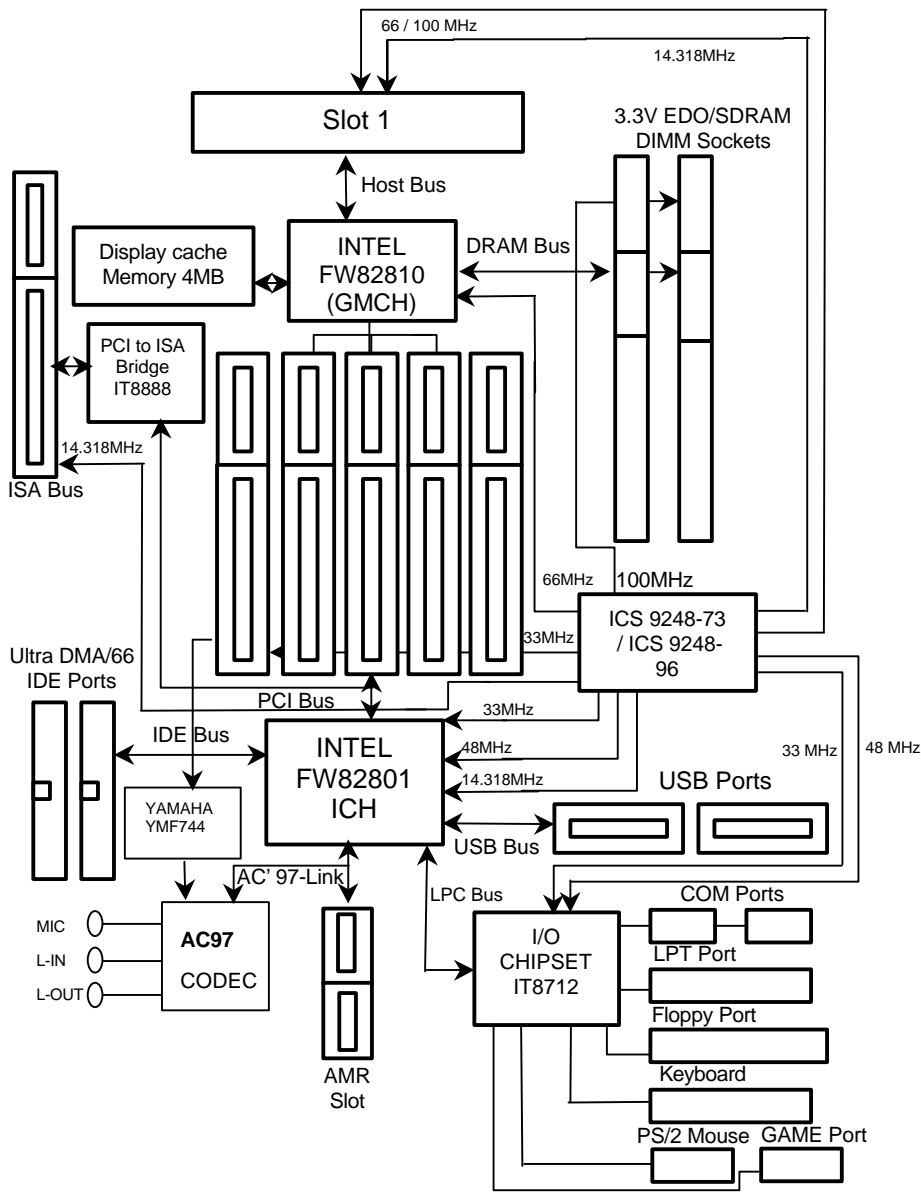 66 / 100 MHz
14.318MHz
Slot 1
3.3V EDO/SDRAM
DIMM Sockets
Host Bus
Display cache
Memory 4MB
INTEL
FW82810
(GMCH)
DRAM Bus
PCI to ISA
Bridge
IT8888
14.318MHz
ISA Bus
66MHz
100MHz
ICS 9248-73
/ ICS 9248-
96
33MHz
Ultra DMA/66
IDE Ports
PCI Bus
33MHz
33 MHz
48 MHz
IDE Bus
INTEL
FW82801
ICH
48MHz
14.318MHz
USB Ports
YAMAHA
YMF744
USB Bus
AC' 97-Link
LPC Bus
COM Ports
MIC
L-IN
L-OUT
AC97
CODEC
I/O
CHIPSET
IT8712
LPT Port
Floppy Port
Keyboard
AMR
Slot
PS/2 Mouse
GAME Port